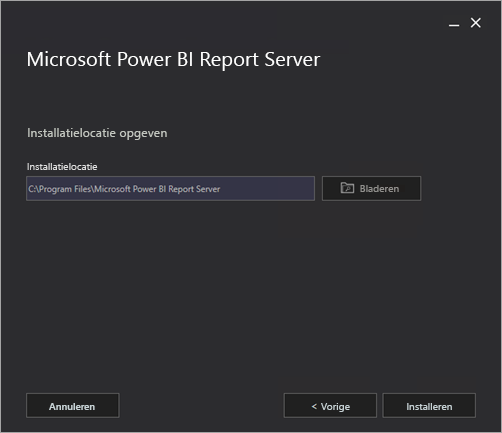 Microsoft Power BI Report Server
Installatielocatie opgeven
Installatielocatie
C:\Program Files\Microsoft Power BI Report Server
Bladeren
Annuleren
< Vorige
Installeren